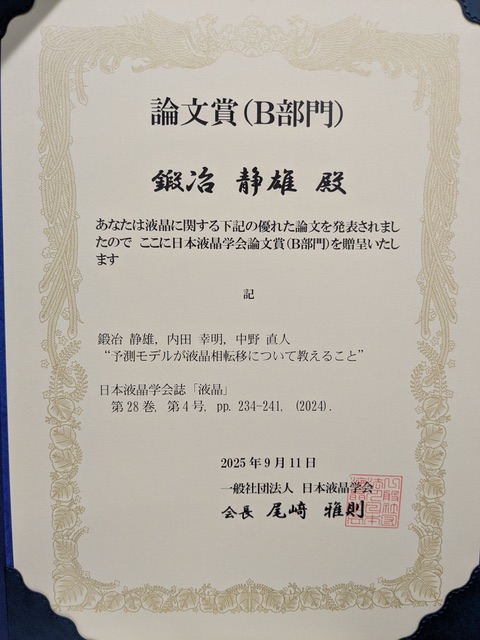 論文賞(B部門)
鍛冶 静雄 殿
あなたは液晶に関する下記の優れた論文を発表されまし
たので ここに日本液晶学会論文賞(B部門)を贈呈いたし
ます
記
鍛冶 静雄, 内田 幸明, 中野 直人
“予測モデルが液晶相転移について教えること”
日本液晶学会誌「液晶」
第28巻, 第4号, pp. 234-241, (2024).
2025年9月11日
一般社団法人 日本液晶学会
会長 尾﨑 雅則